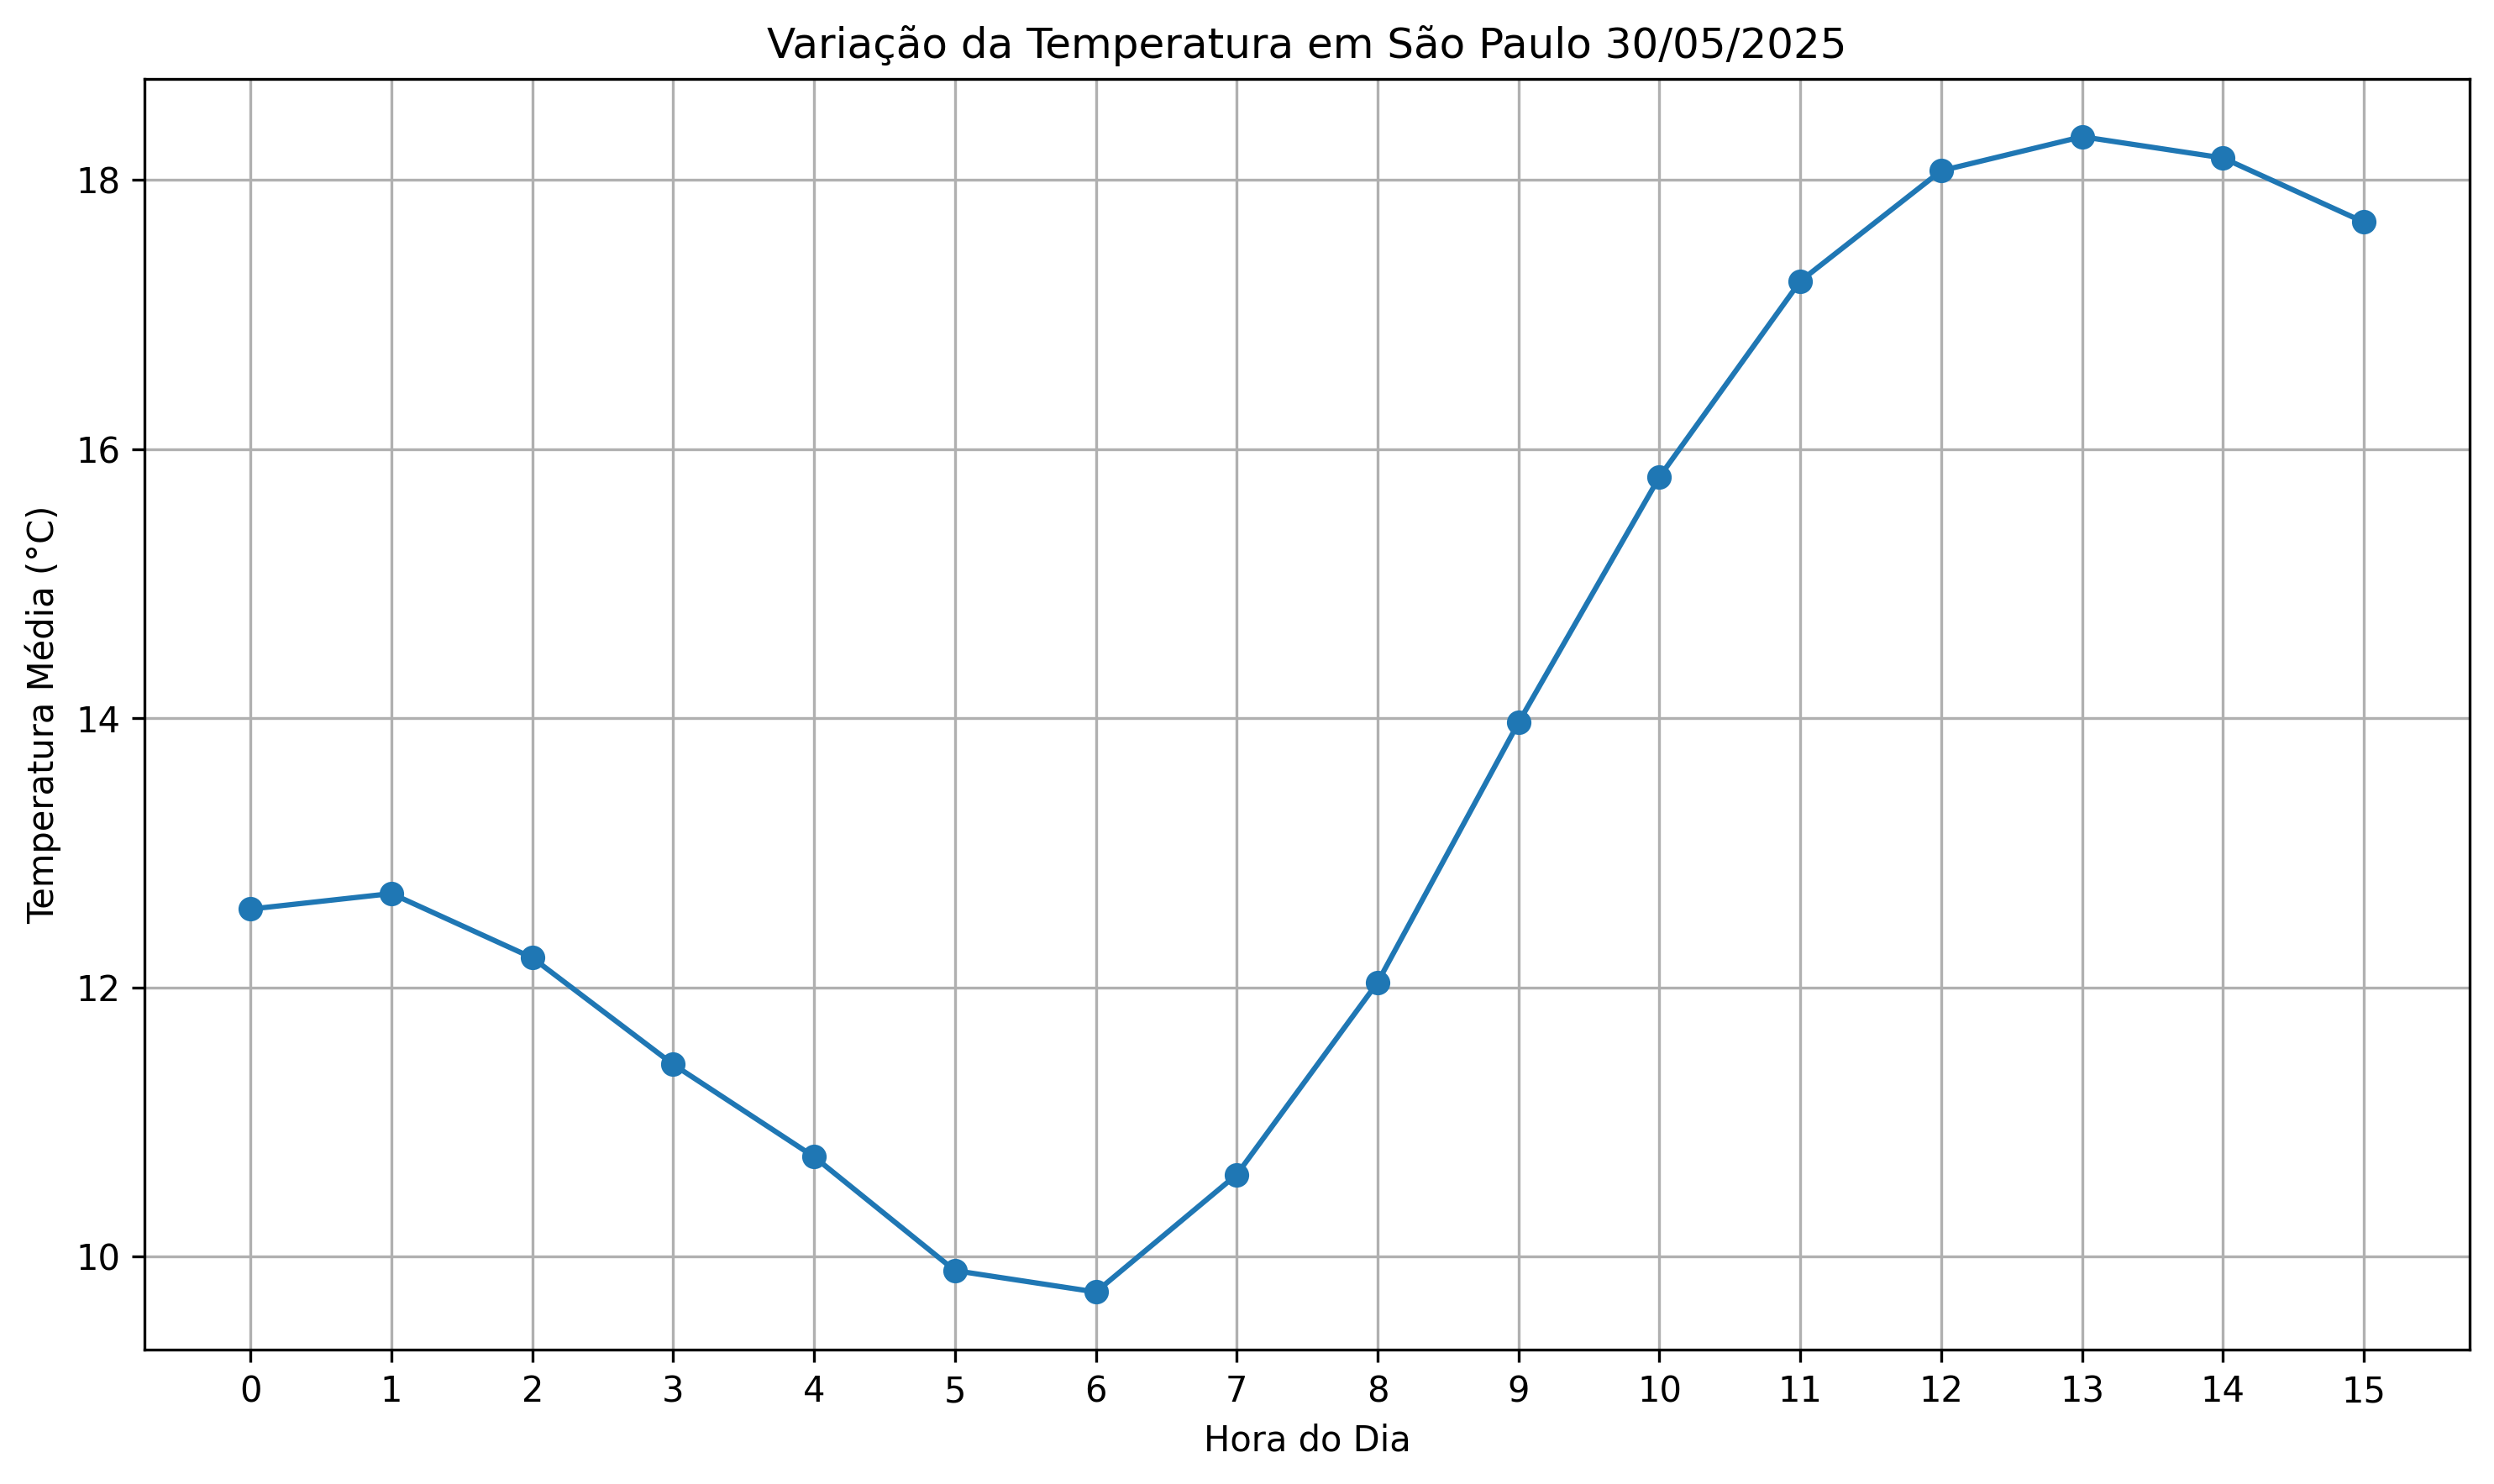 Variação da Temperatura em São Paulo 30/05/2025
18
16
14
12
10
Temperatura Média (°C)
0 1 2 3 4 5 6 7 8 9 10 11 12 13 14 15
Hora do Dia